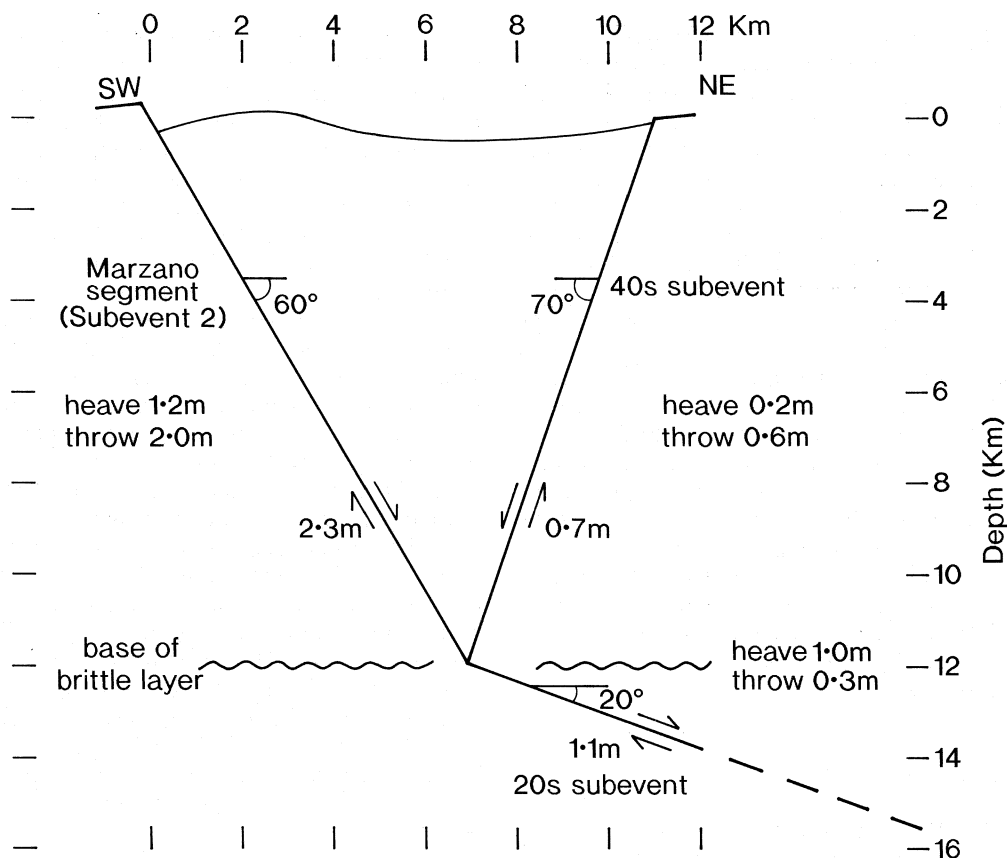 0 2 4 6 8 10 12 Km
SW
NE
0
2
Marzano
segment
(Subevent 2)
60°
70°
40s subevent
4
6
heave 1·2m
throw 2·0m
heave 0·2m
throw 0·6m
8
2·3m
0·7m
Depth (Km)
10
base of
brittle layer
12
heave 1·0m
throw 0·3m
20°
1·1m
14
20s subevent
16